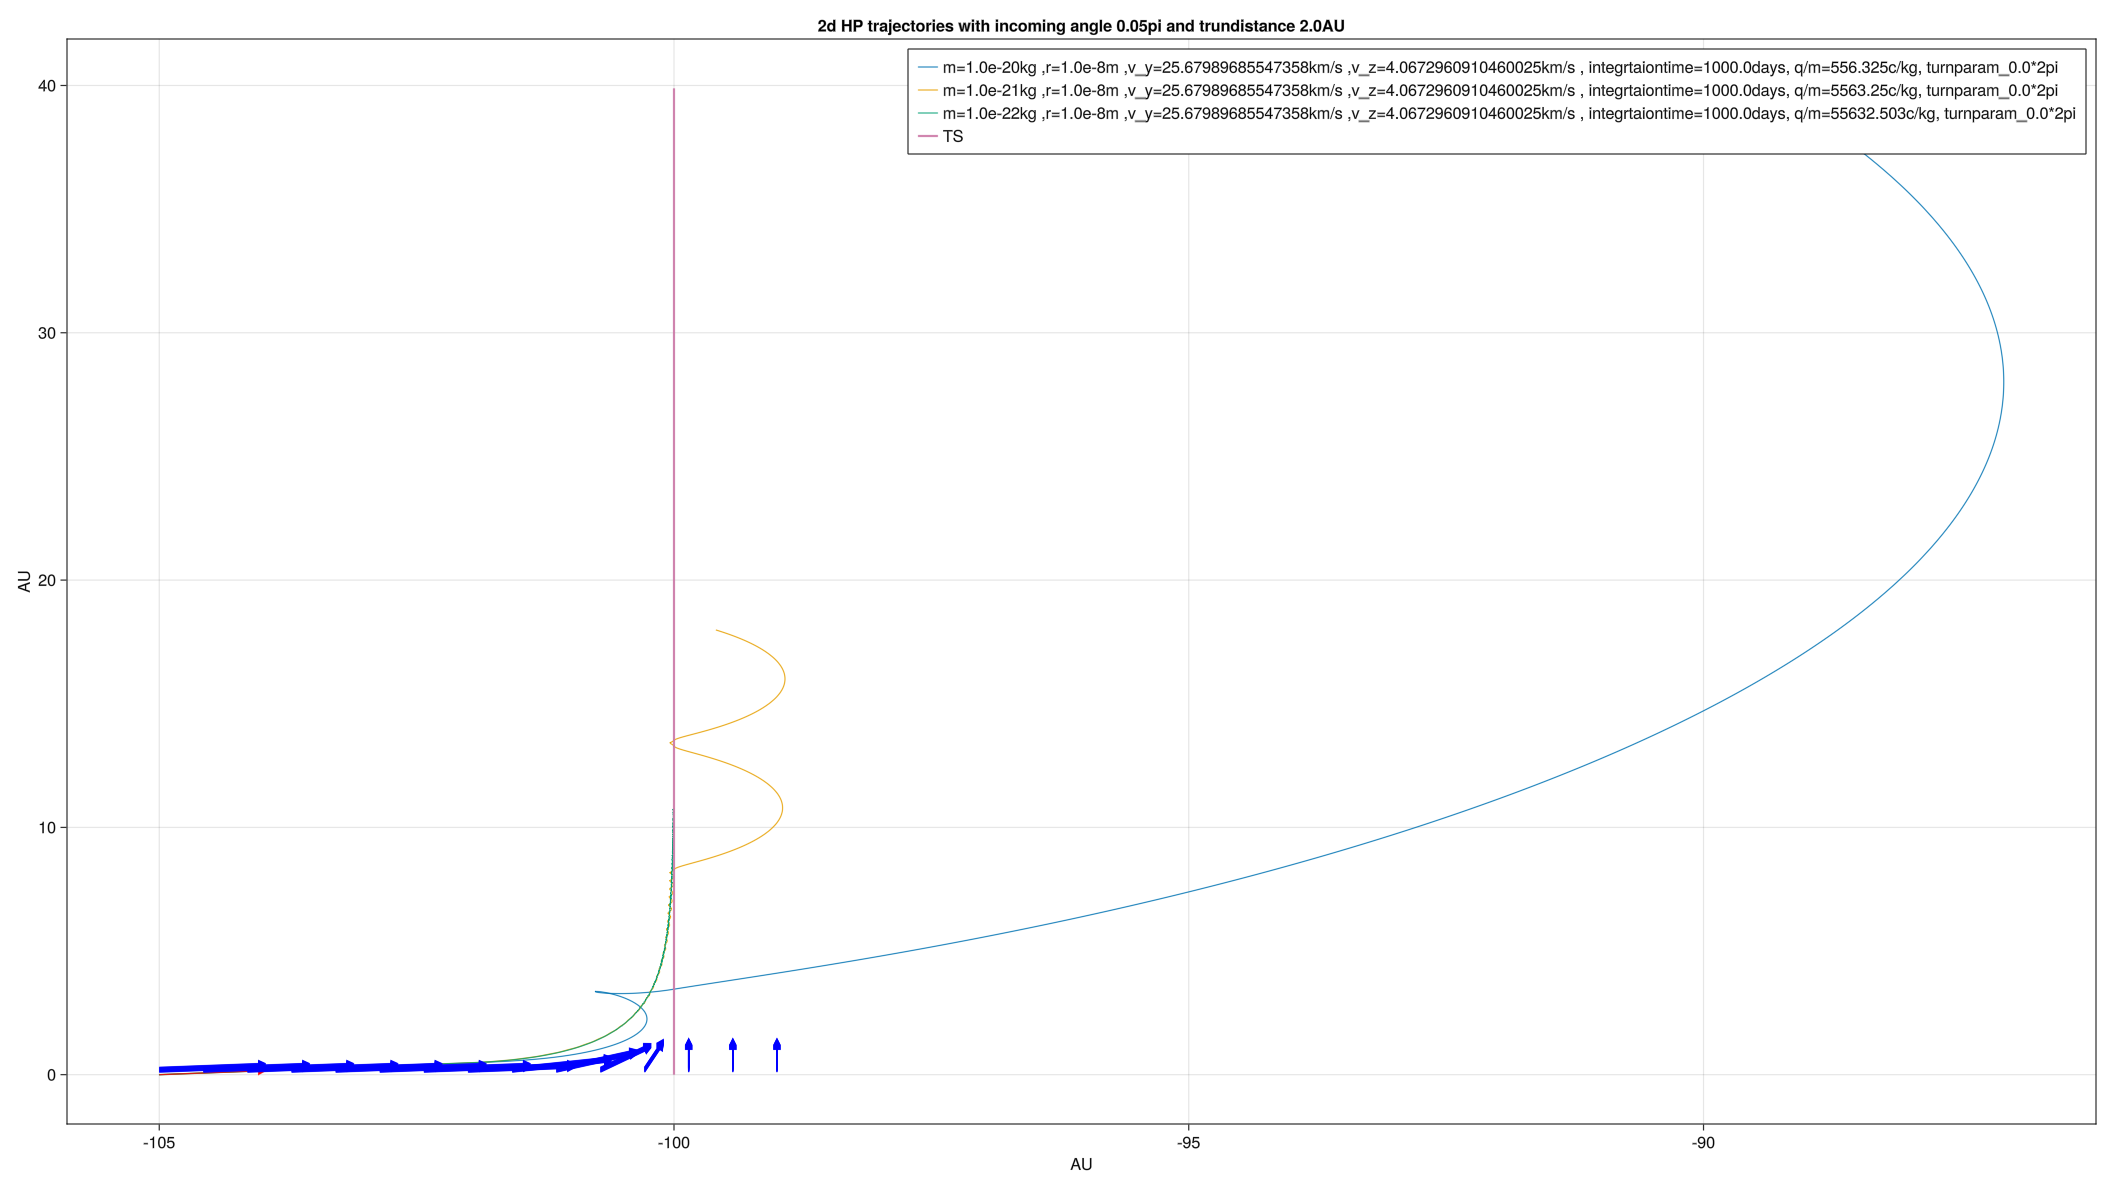 2d HP trajectories with incoming angle 0.05pi and trundistance 2.0AU
m=1.0e-20kg ,r=1.0e-8m ,v_y=25.67989685547358km/s ,v_z=4.0672960910460025km/s , integrtaiontime=1000.0days, q/m=556.325c/kg, turnparam_0.0*2pi
m=1.0e-21kg ,r=1.0e-8m ,v_y=25.67989685547358km/s ,v_z=4.0672960910460025km/s , integrtaiontime=1000.0days, q/m=5563.25c/kg, turnparam_0.0*2pi
m=1.0e-22kg ,r=1.0e-8m ,v_y=25.67989685547358km/s ,v_z=4.0672960910460025km/s , integrtaiontime=1000.0days, q/m=55632.503c/kg, turnparam_0.0*2pi
TS
40
30
20
10
0
AU
-105
-100
-95
-90
AU